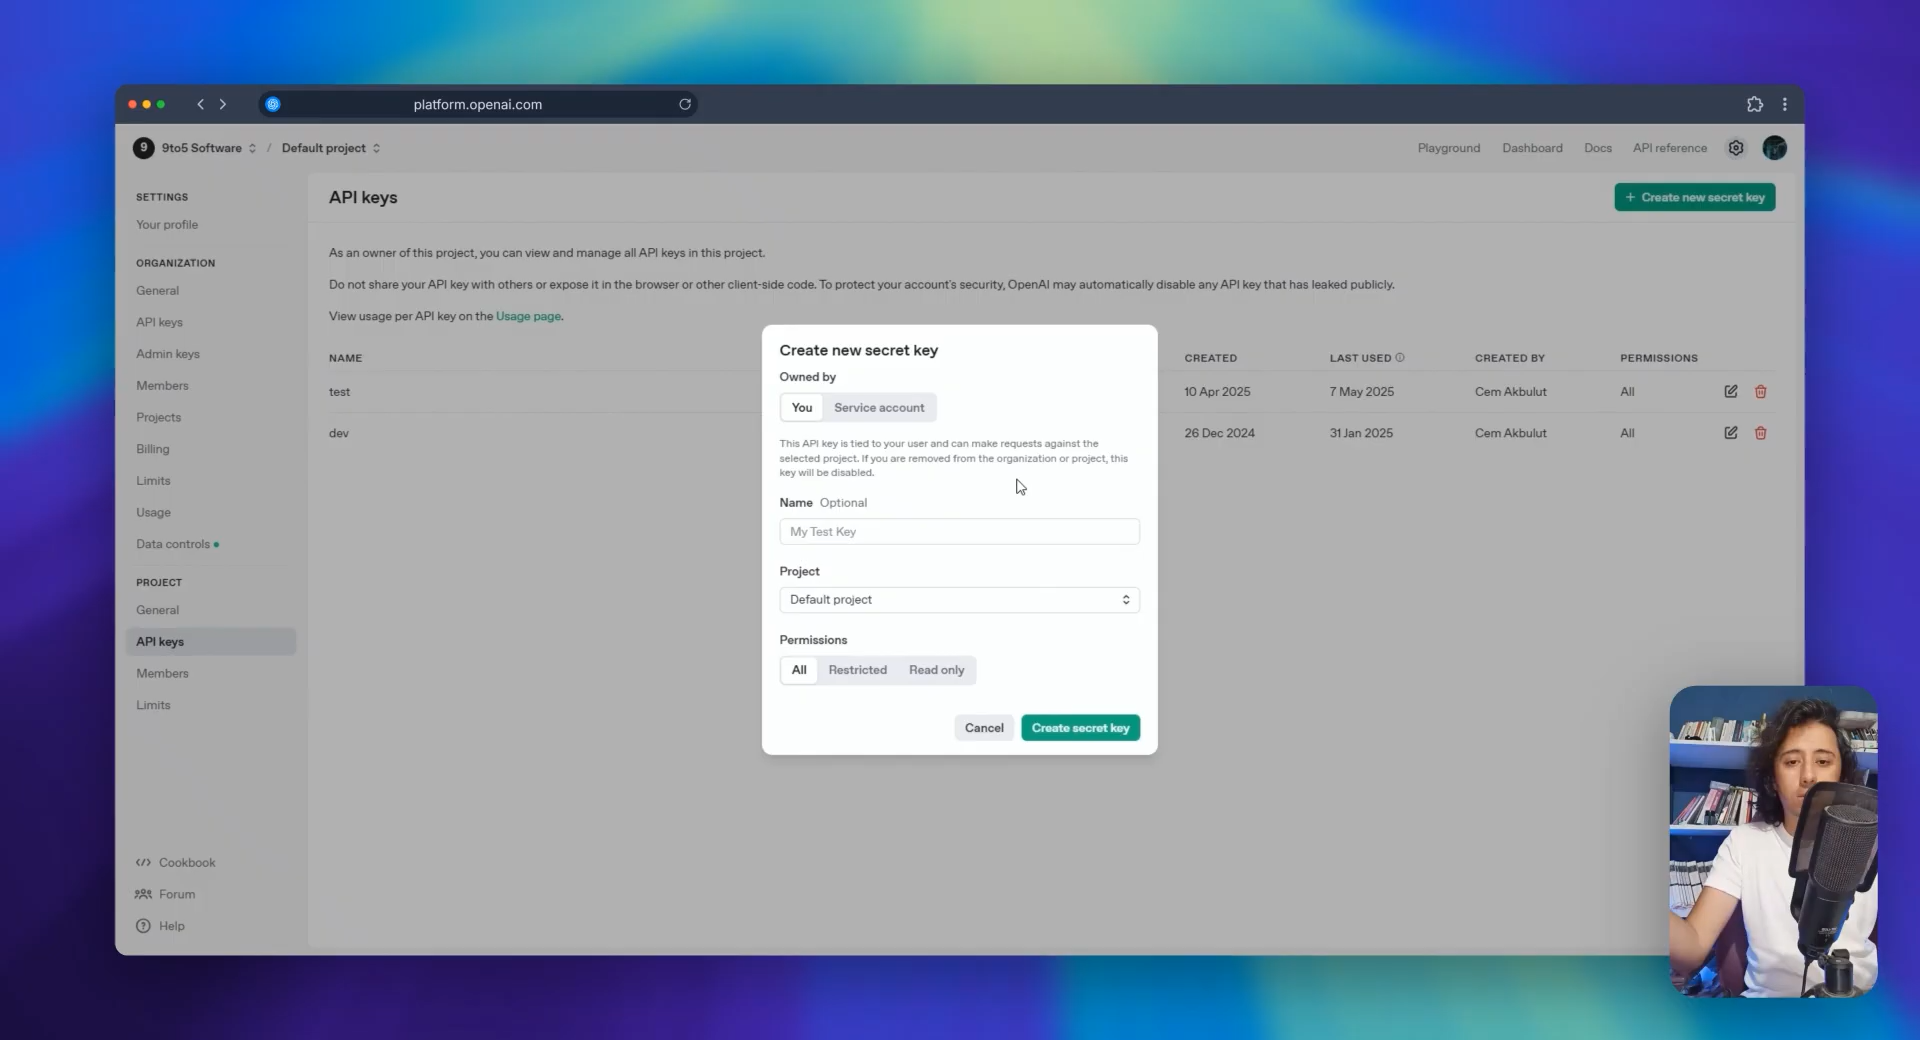 platform.openai.com
9 9to5 Software / Default project
Playground Dashboard Docs API reference
SETTINGS
Your profile
ORGANIZATION
General
API keys
Admin keys
Members
Projects
Billing
Limits
Usage
Data controls
PROJECT
General
API keys
Members
Limits
Cookbook
Forum
Help
API keys
+ Create new secret key
As an owner of this project, you can view and manage all API keys in this project.
Do not share your API key with others or expose it in the browser or other client-side code. To protect your account's security, OpenAI may automatically disable any API key that has leaked publicly.
View usage per API key on the Usage page.
NAME CREATED LAST USED CREATED BY PERMISSIONS
test 10 Apr 2025 7 May 2025 Cem Akbulut All
dev 26 Dec 2024 31 Jan 2025 Cem Akbulut All
Create new secret key
Owned by
You Service account
This API key is tied to your user and can make requests against the
selected project. If you are removed from the organization or project, this
key will be disabled.
Name Optional
My Test Key
Project
Default project
Permissions
All Restricted Read only
Cancel Create secret key